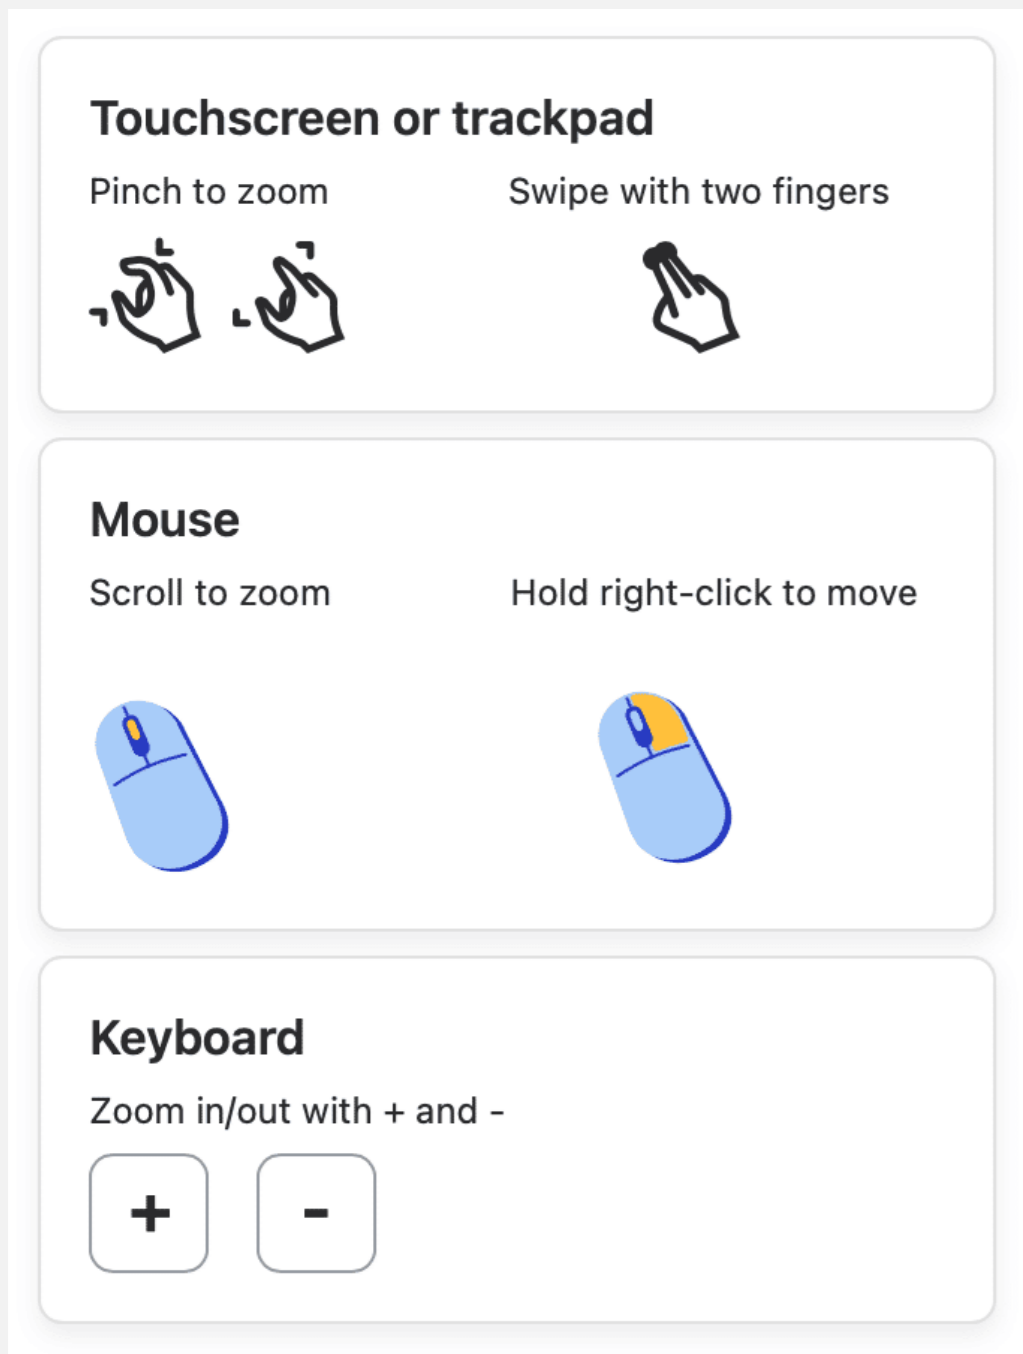 Touchscreen or trackpad
Pinch to zoom
Swipe with two fingers
Mouse
Scroll to zoom
Hold right-click to move
Keyboard
Zoom in/out with + and -
+
-